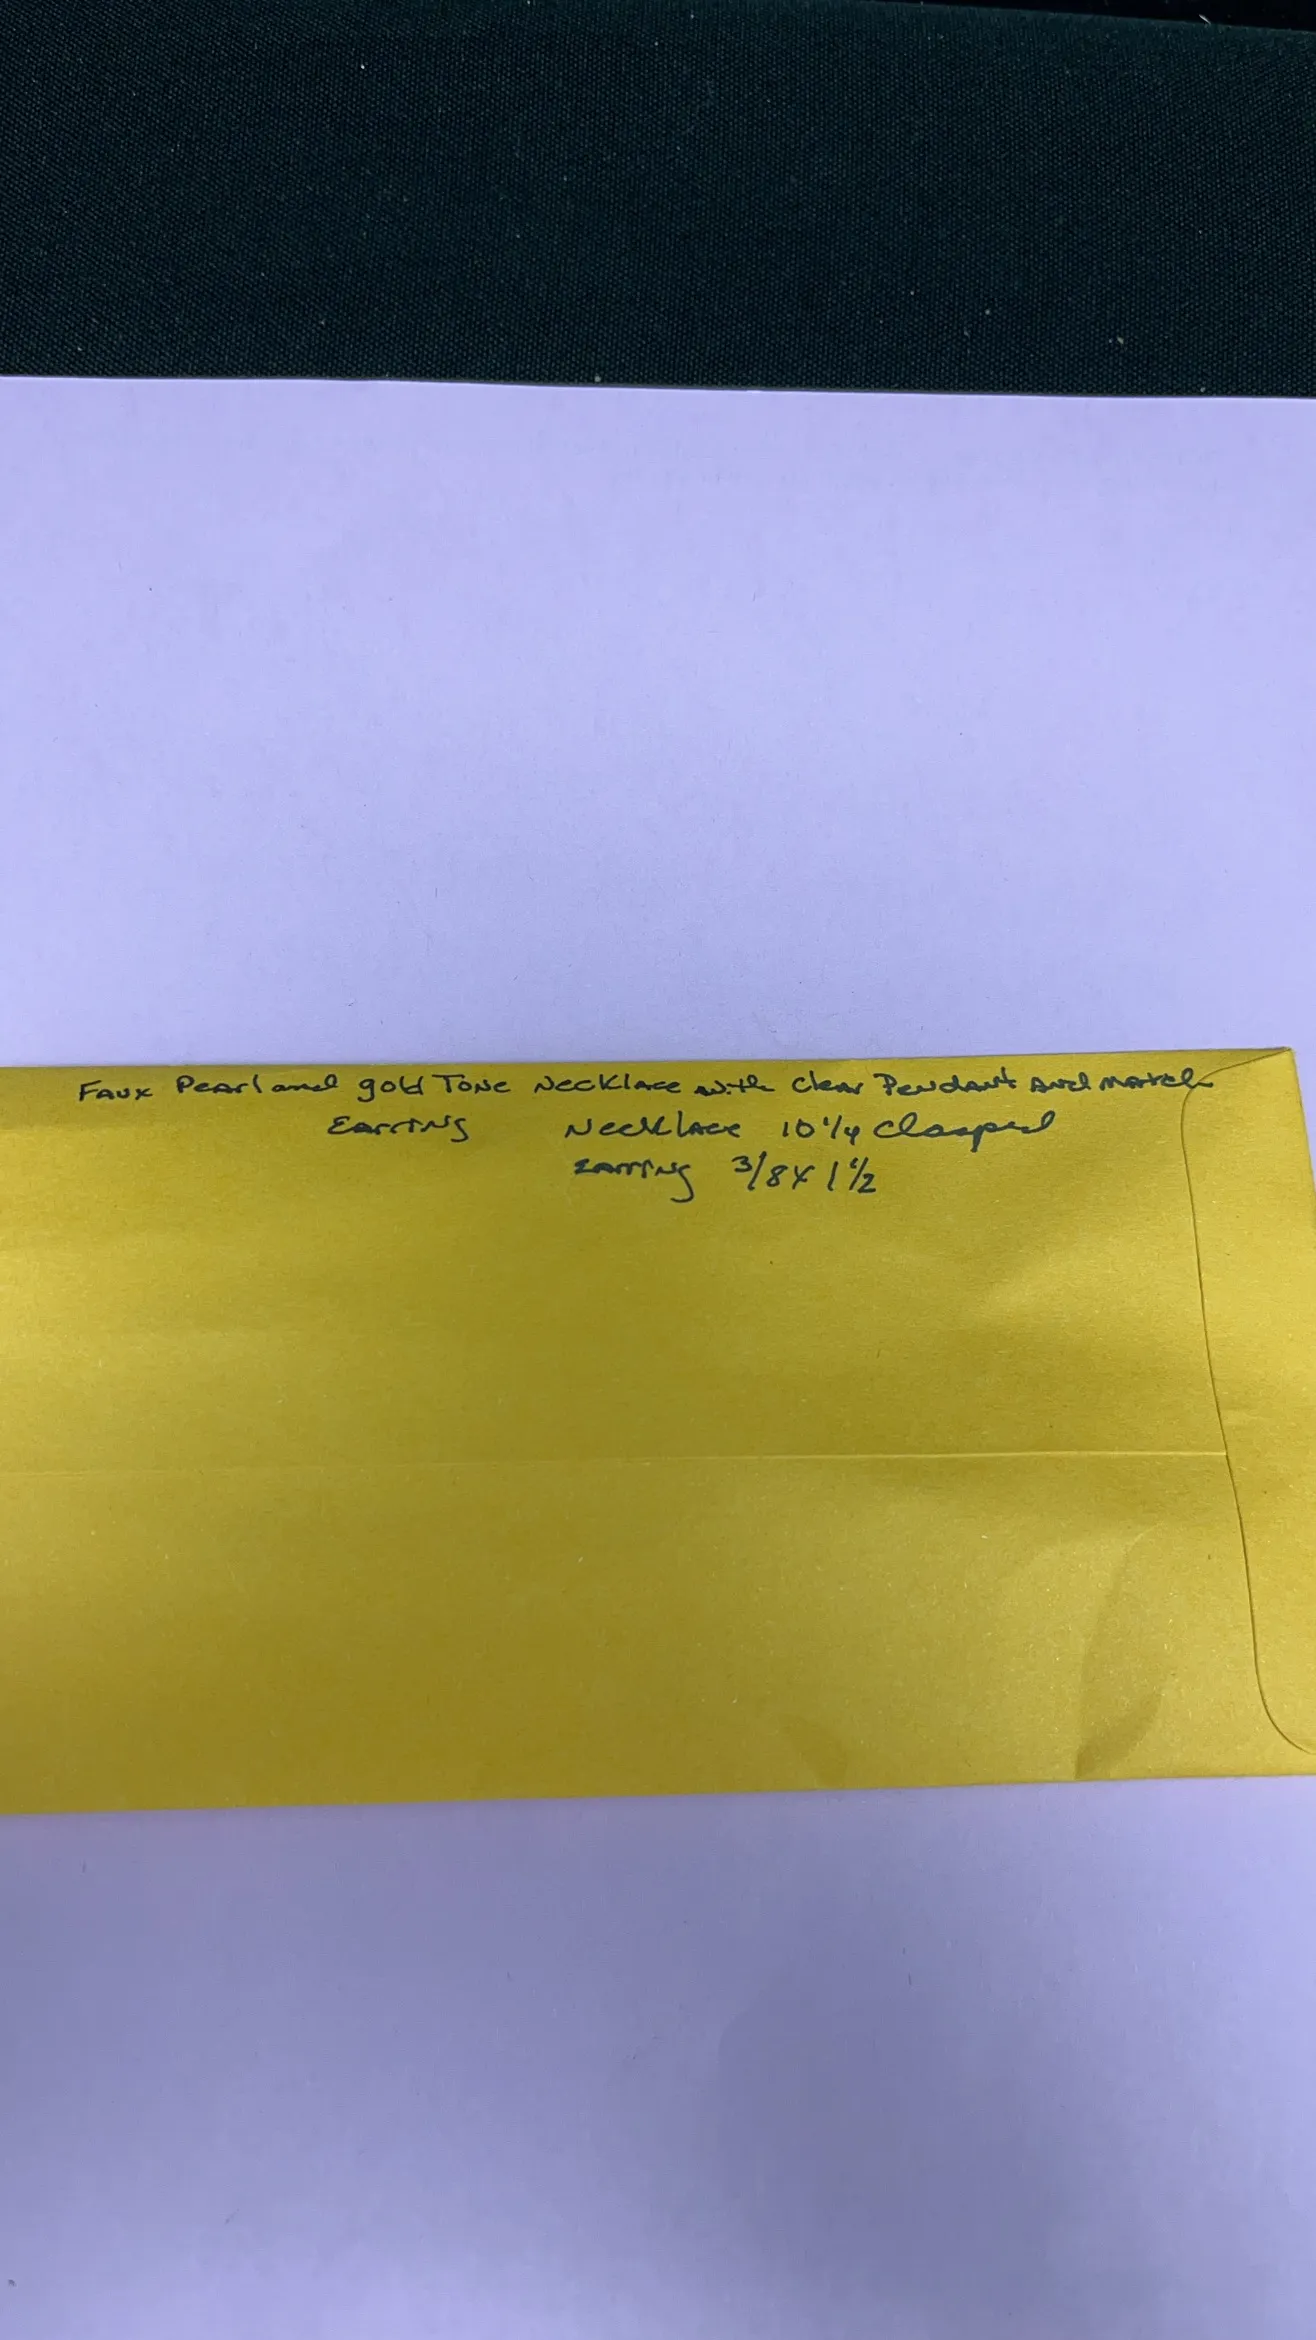 Faux Pearl and gold Tone Necklace with Clear Pendant And match
Earring Necklace 10 1/4 Clasped
Earring 3/8 x 1 1/2